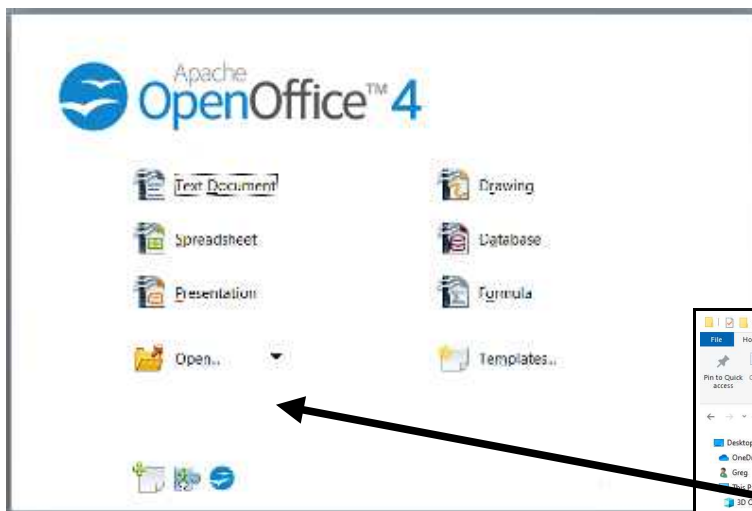 Apache
OpenOffice™ 4
Text Document
Drawing
Spreadsheet
Database
Presentation
Formula
Open..
Templates..
File
Pin to Quick
access
Desktop
Greg